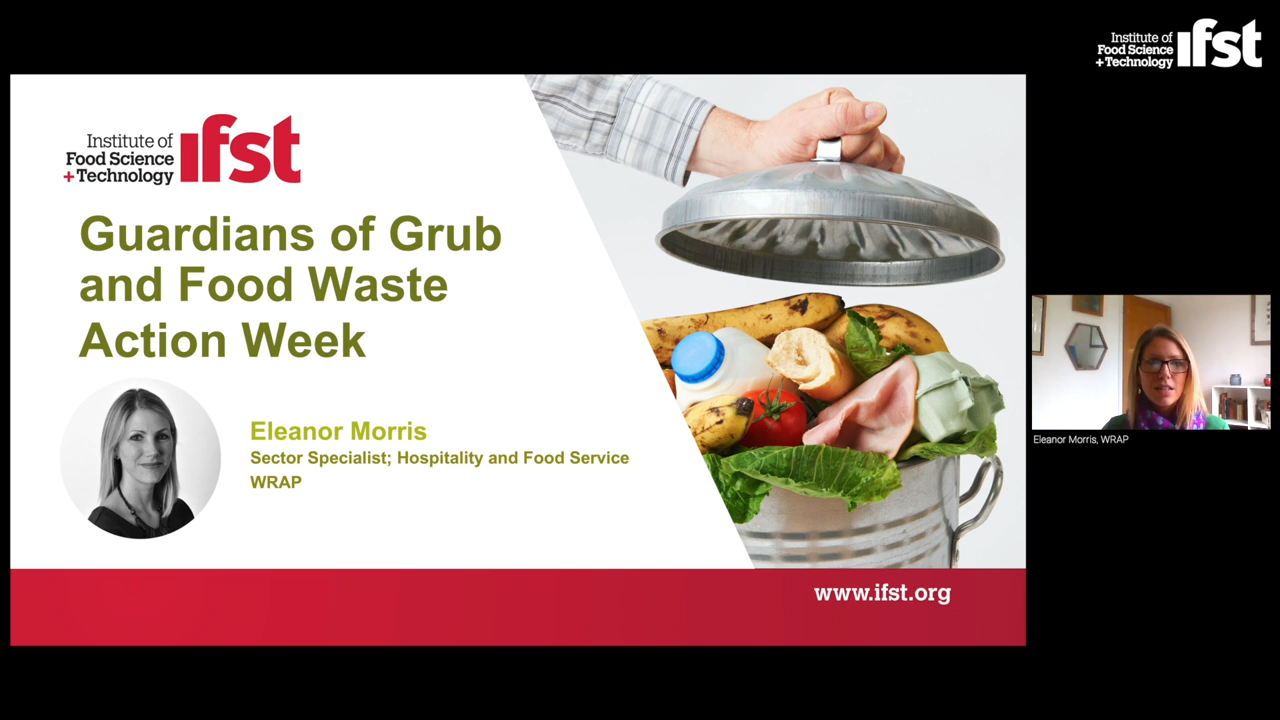 Institute of
Food Science
+Technology
ifst
Institute of
Food Science
+Technology
ifst
Guardians of Grub
and Food Waste
Action Week
Eleanor Morris
Sector Specialist; Hospitality and Food Service
WRAP
Eleanor Morris, WRAP
www.ifst.org